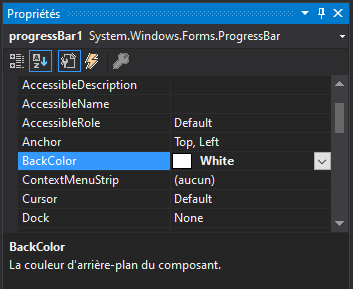 Propriétés
progressBar1 System.Windows.Forms.ProgressBar
AccessibleDescription
AccessibleName
AccessibleRole Default
Anchor Top, Left
BackColor White
ContextMenuStrip (aucun)
Cursor Default
Dock None
BackColor
La couleur d'arrière-plan du composant.